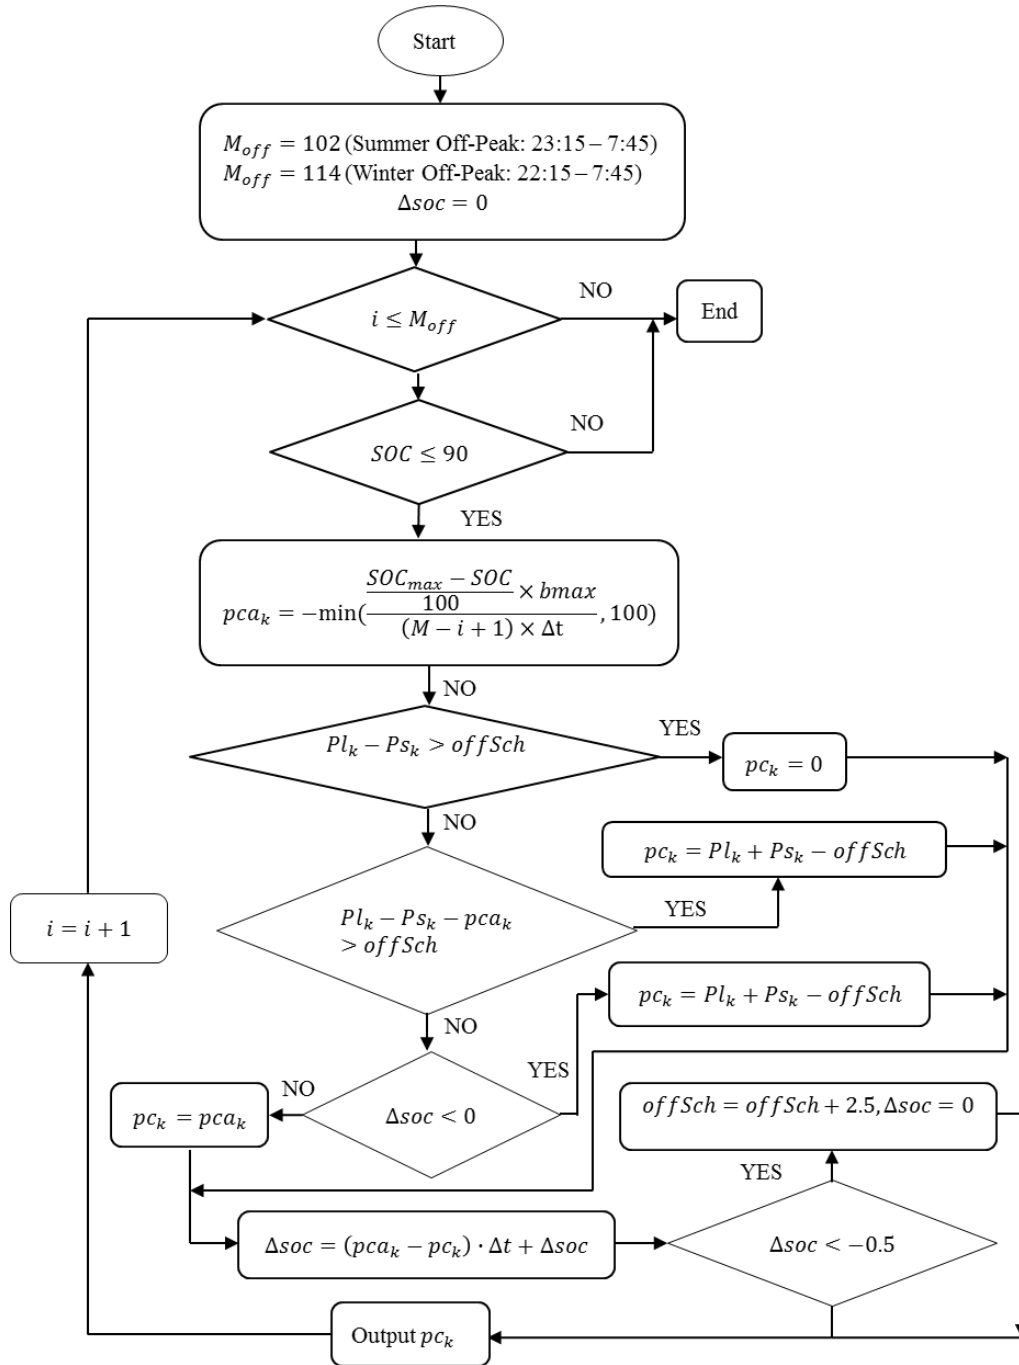 Start
M_off = 102 (Summer Off-Peak: 23:15 – 7:45)
M_off = 114 (Winter Off-Peak: 22:15 – 7:45)
Δsoc = 0
i ≤ M_off
NO
End
SOC ≤ 90
NO
YES
pca_k = −min(((SOC_max − SOC)/100 × bmax)/((M − i + 1) × Δt), 100)
NO
Pl_k − Ps_k > offSch
YES
pc_k = 0
NO
pc_k = Pl_k + Ps_k − offSch
YES
Pl_k − Ps_k − pca_k
> offSch
i = i + 1
pc_k = Pl_k + Ps_k − offSch
NO
YES
NO
Δsoc < 0
pc_k = pca_k
offSch = offSch + 2.5, Δsoc = 0
YES
Δsoc = (pca_k − pc_k) · Δt + Δsoc
Δsoc < −0.5
Output pc_k